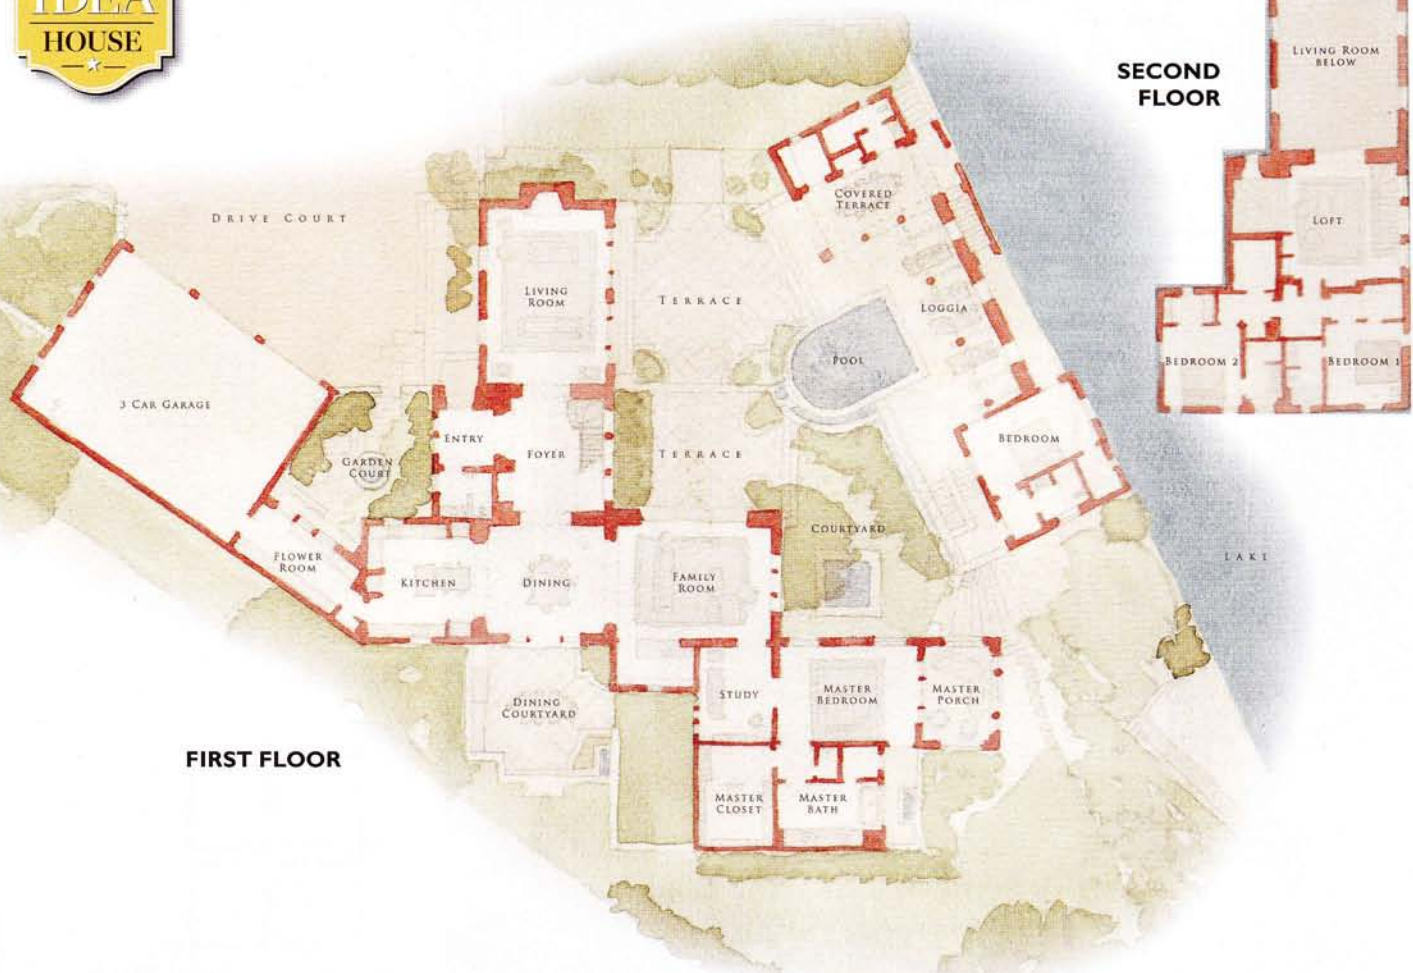 IDEA
HOUSE
SECOND
FLOOR
LIVING ROOM
BELOW
LOFT
BEDROOM 2
BEDROOM 1
DRIVE COURT
COVERED
TERRACE
LIVING
ROOM
TERRACE
LOGGIA
POOL
3 CAR GARAGE
ENTRY
FOYER
TERRACE
BEDROOM
GARDEN
COURT
COURTYARD
LAKE
FLOWER
ROOM
KITCHEN
DINING
FAMILY
ROOM
STUDY
MASTER
BEDROOM
MASTER
PORCH
DINING
COURTYARD
FIRST FLOOR
MASTER
CLOSET
MASTER
BATH